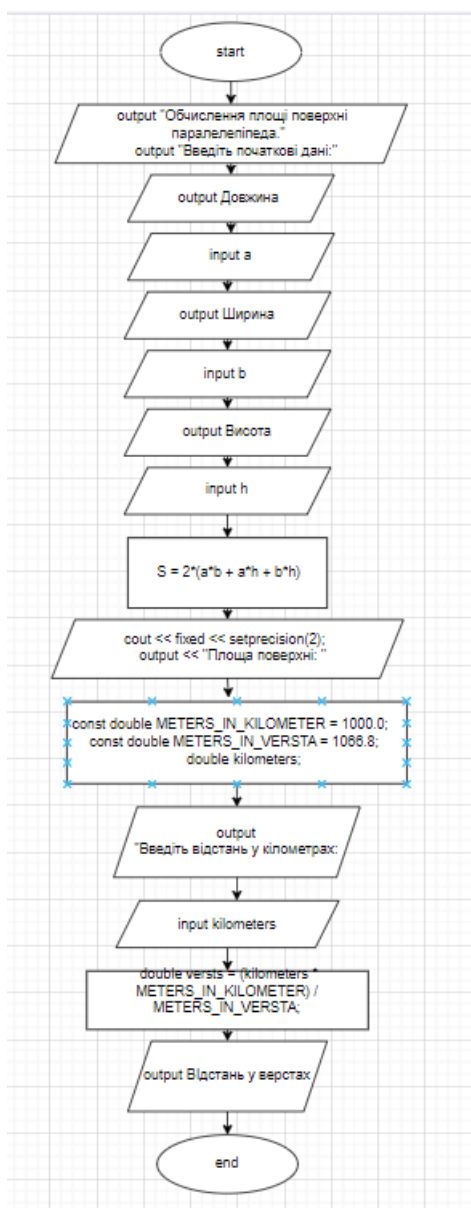 start
output "Обчислення площі поверхні
паралелепіпеда."
output "Введіть початкові дані:"
output Довжина
input a
output Ширина
input b
output Висота
input h
S = 2*(a*b + a*h + b*h)
cout << fixed << setprecision(2);
output << "Площа поверхні: "
const double METERS_IN_KILOMETER = 1000.0;
const double METERS_IN_VERSTA = 1066.8;
double kilometers;
output
"Введіть відстань у кілометрах:
input kilometers
double versts = (kilometers *
METERS_IN_KILOMETER) /
METERS_IN_VERSTA;
output ВІдстань у верстах
end